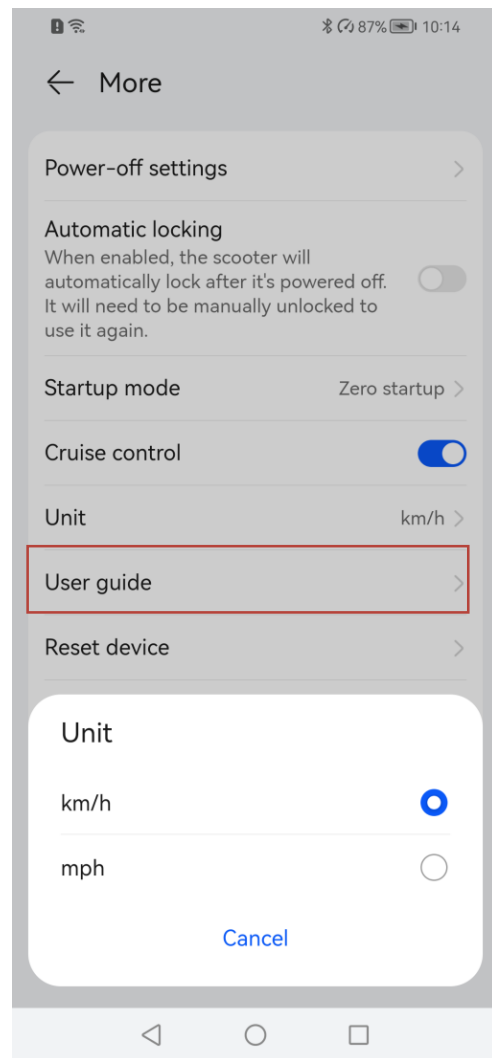 87% 10:14
More
Power-off settings
Automatic locking
When enabled, the scooter will
automatically lock after it's powered off.
It will need to be manually unlocked to
use it again.
Startup mode Zero startup
Cruise control
Unit km/h
User guide
Reset device
Unit
km/h
mph
Cancel